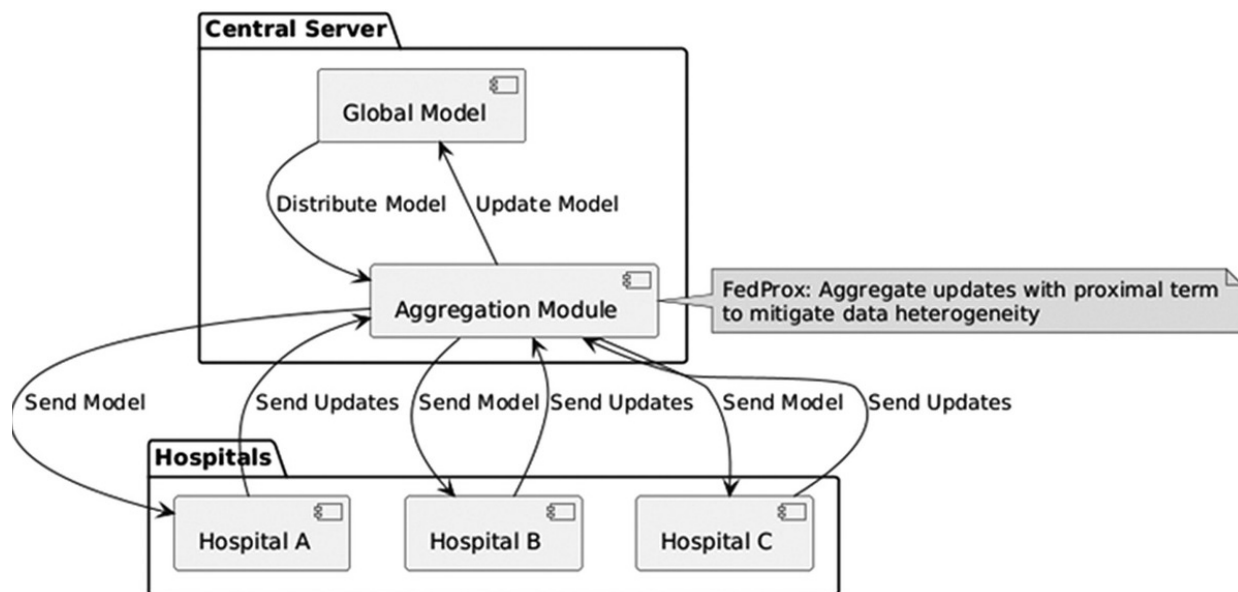 Central Server
Global Model
Distribute Model
Update Model
Aggregation Module
FedProx: Aggregate updates with proximal term
to mitigate data heterogeneity
Send Model
Send Updates
Send Model
Send Updates
Send Model
Send Updates
Hospitals
Hospital A
Hospital B
Hospital C